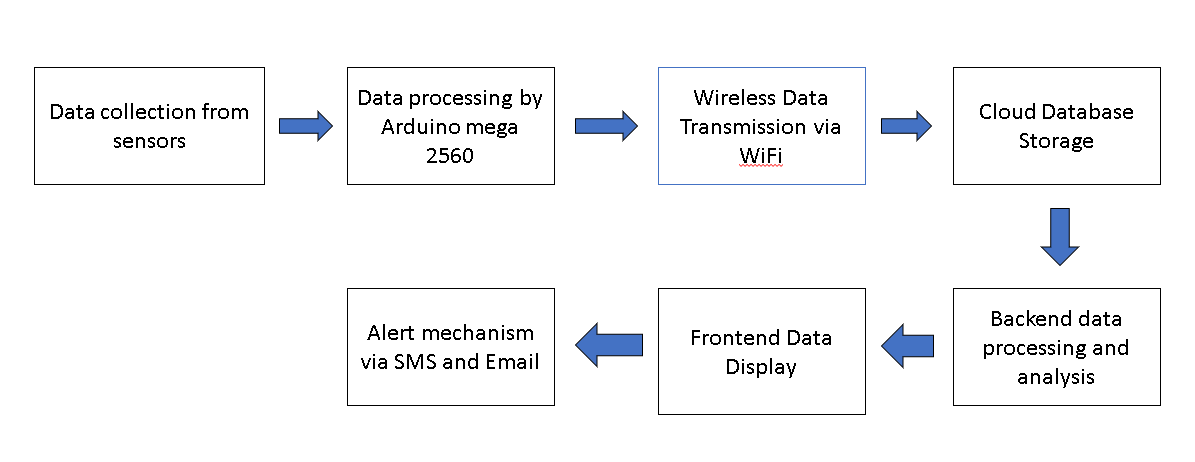 Data collection from
sensors
Data processing by
Arduino mega
2560
Wireless Data
Transmission via
WiFi
Cloud Database
Storage
Backend data
processing and
analysis
Frontend Data
Display
Alert mechanism
via SMS and Email